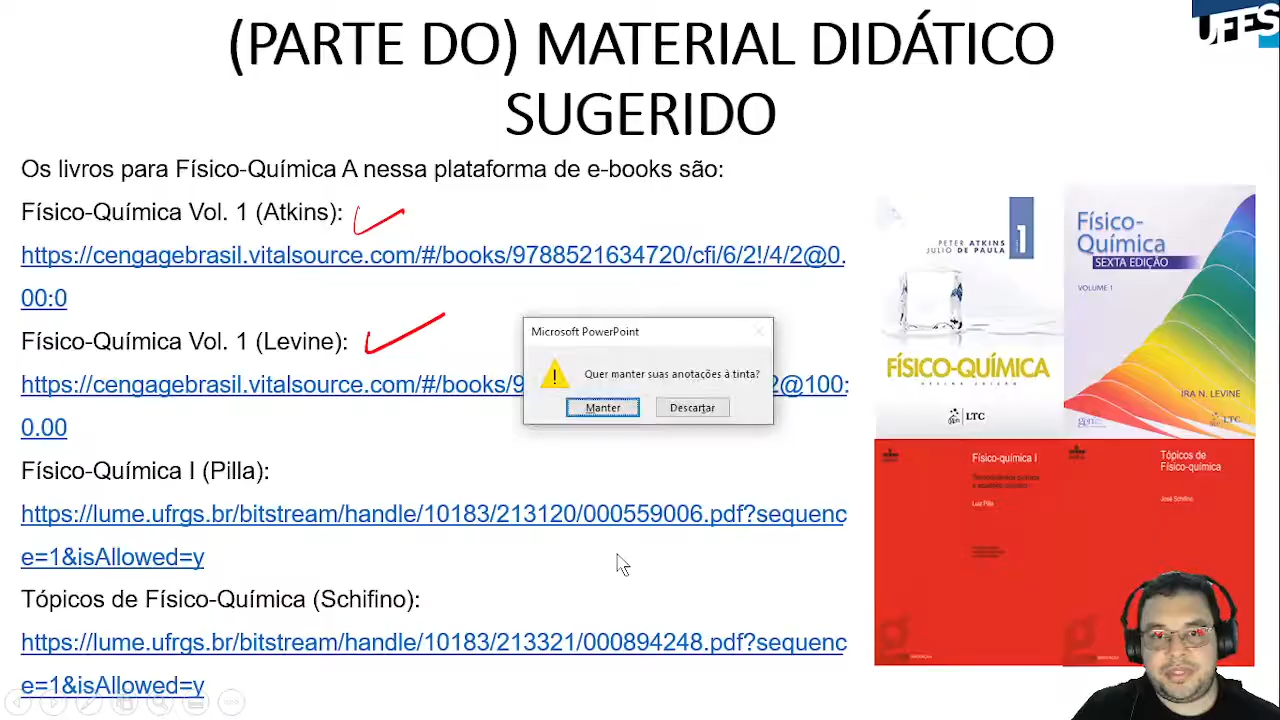 (PARTE DO) MATERIAL DIDÁTICO
SUGERIDO
UFES
Os livros para Físico-Química A nessa plataforma de e-books são:
Físico-Química Vol. 1 (Atkins):
https://cengagebrasil.vitalsource.com/#/books/9788521634720/cfi/6/2!/4/2@0.
00:0
Físico-Química Vol. 1 (Levine):
https://cengagebrasil.vitalsource.com/#/books/9
2@100:
0.00
Físico-Química I (Pilla):
https://lume.ufrgs.br/bitstream/handle/10183/213120/000559006.pdf?sequenc
e=1&isAllowed=y
Tópicos de Físico-Química (Schifino):
https://lume.ufrgs.br/bitstream/handle/10183/213321/000894248.pdf?sequenc
e=1&isAllowed=y
Microsoft PowerPoint
Quer manter suas anotações à tinta?
Manter
Descartar
1
PETER ATKINS
JULIO DE PAULA
FÍSICO-QUÍMICA
LTC
Físico-
Química
SEXTA EDIÇÃO
VOLUME 1
IRA N. LEVINE
gen
LTC
Físico-química I
Termodinâmica química
e equilíbrio químico
Luiz Pilla
Tópicos de
Físico-química
José Schifino